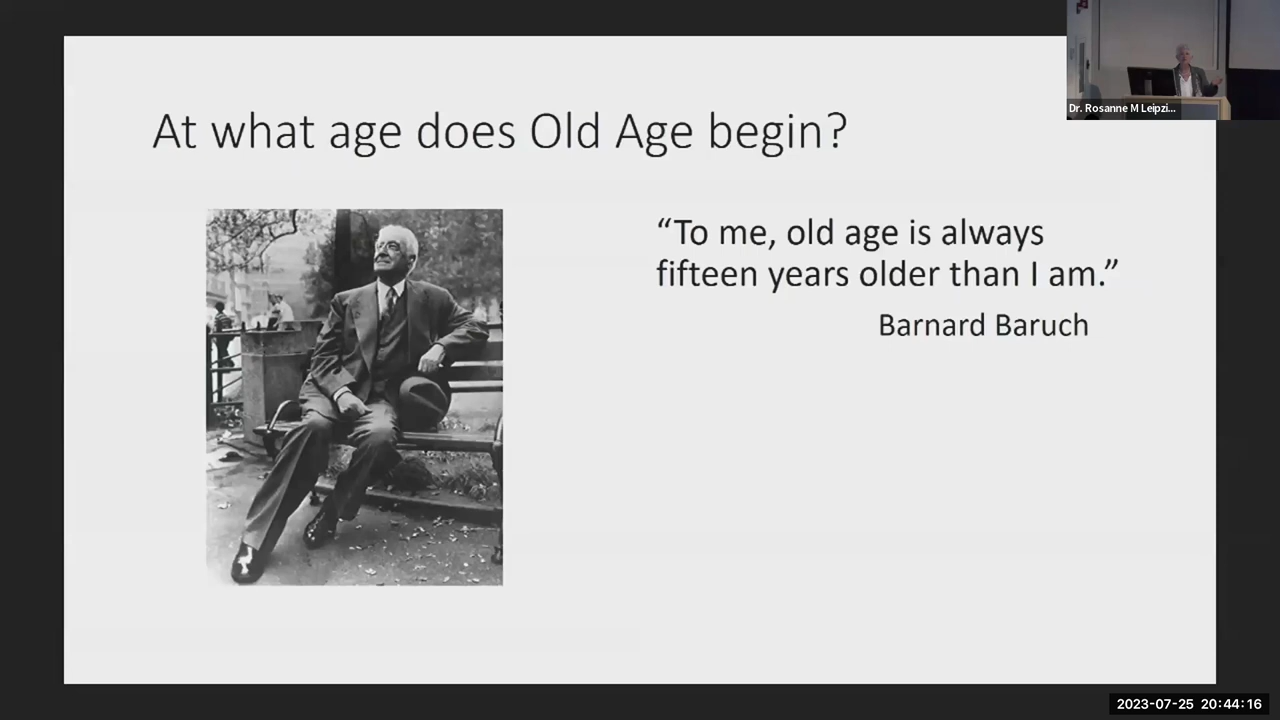 At what age does Old Age begin?
“To me, old age is always
fifteen years older than I am.”
Barnard Baruch
Dr. Rosanne M Leipzi...
2023-07-25 20:44:16